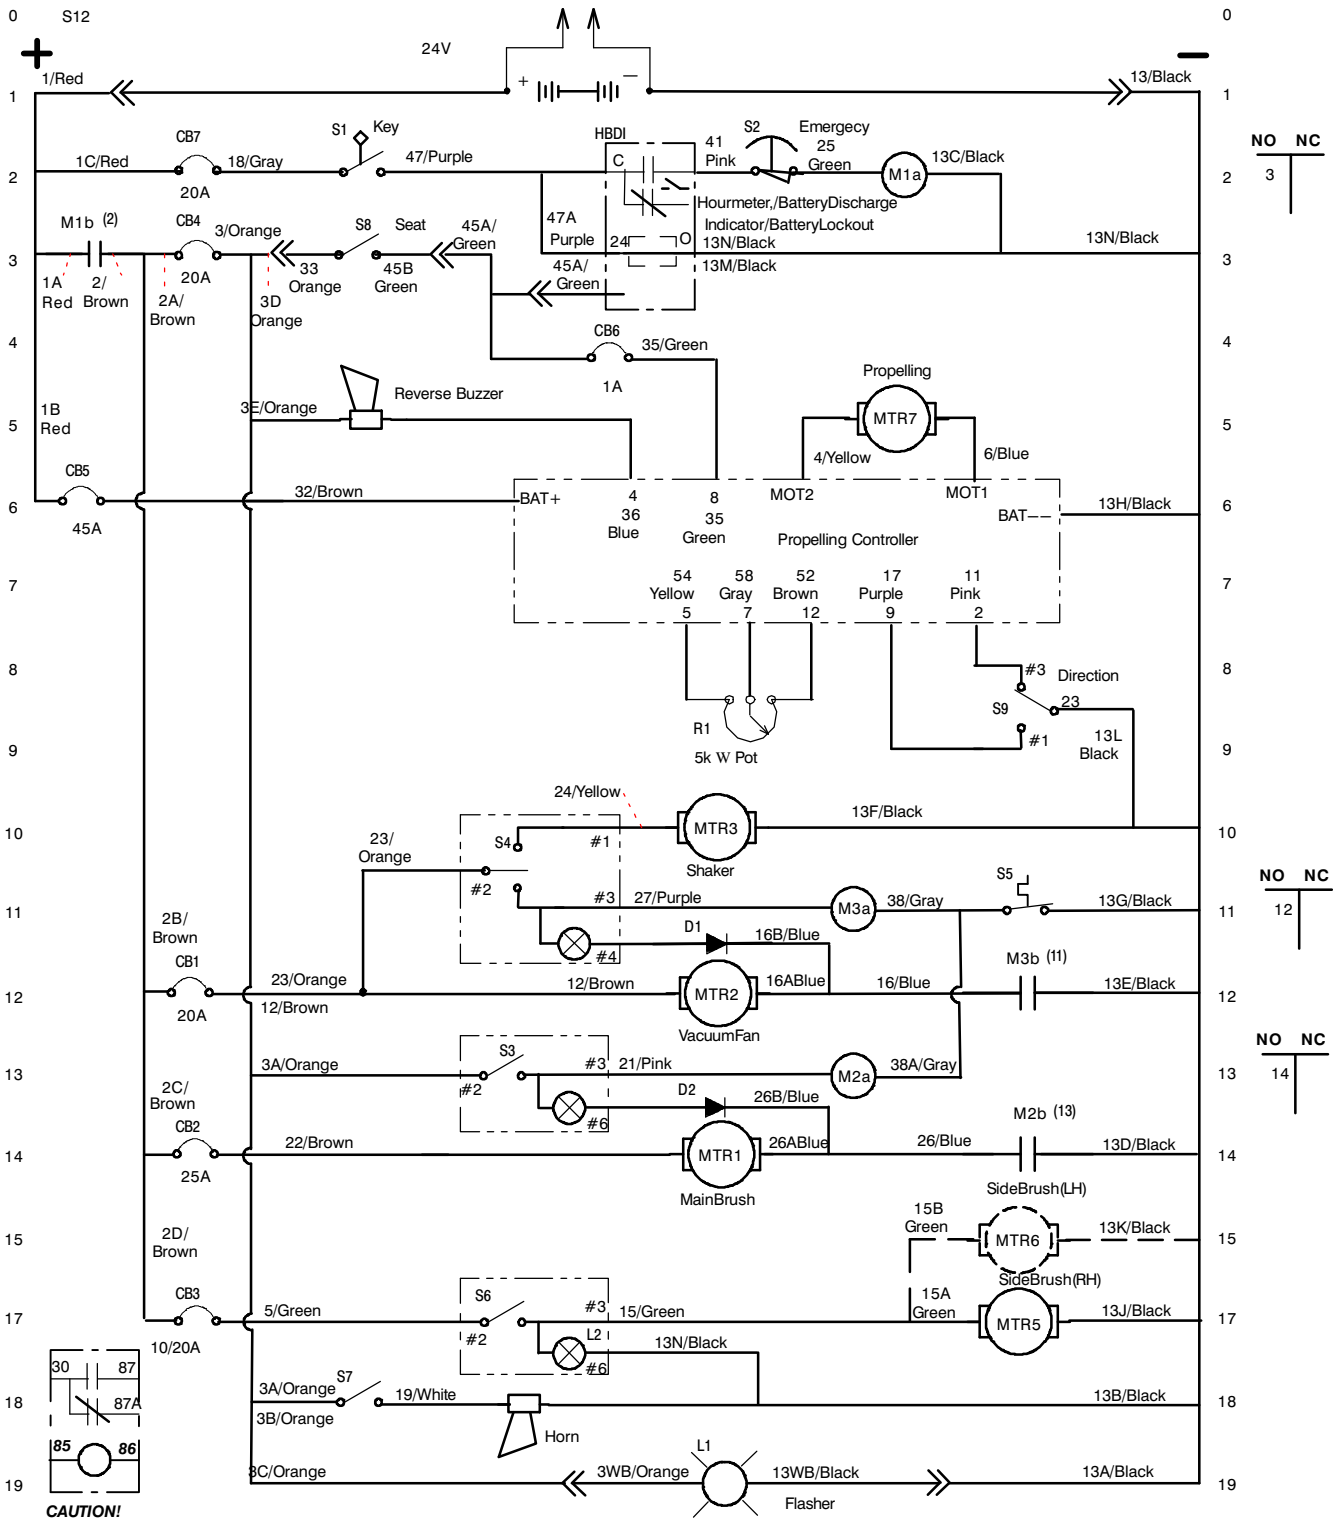 0 S12 0
24V
+ −
1/Red + − 13/Black
1 1
CB7 S1 Key HBDI 41 S2 Emergecy NO NC
1C/Red 18/Gray 47/Purple C Pink 25 13C/Black
Green
2 20A M1a 2 3
Hourmeter,/BatteryDischarge
M1b (2) CB4 3/Orange S8 Seat 45A/ 47A Indicator/BatteryLockout
Green Purple 24 O 13N/Black 13N/Black
3 20A 33 45B 45A/ 13M/Black 3
1A 2/ 2A/ 3D Orange Green Green
Red Brown Brown Orange
4 CB6 35/Green 4
1A Propelling
1B 3E/Orange Reverse Buzzer MTR7
Red
5 4/Yellow 6/Blue 5
CB5 32/Brown BAT+ 4 8 MOT2 MOT1 13H/Black
6 45A 36 35 BAT−− 6
Blue Green Propelling Controller
7 54 58 52 17 11 7
Yellow Gray Brown Purple Pink
5 7 12 9 2
8 #3 Direction 8
S9 23
R1 #1 13L
9 5k W Pot Black 9
24/Yellow 13F/Black
10 23/ S4 #1 MTR3 10
Orange Shaker
#2 S5 NO NC
11 2B/ #3 27/Purple M3a 38/Gray 13G/Black 11 12
Brown D1 16B/Blue
CB1 #4 M3b (11)
23/Orange 12/Brown MTR2 16ABlue 16/Blue 13E/Black
12 20A 12/Brown 12
VacuumFan
S3 NO NC
13 3A/Orange #3 21/Pink M2a 38A/Gray 13 14
2C/ #2
Brown D2 26B/Blue M2b (13)
CB2 #6
14 22/Brown MTR1 26ABlue 26/Blue 13D/Black 14
25A MainBrush SideBrush(LH)
15 2D/ 15B MTR6 13K/Black 15
Brown Green
SideBrush(RH)
CB3 S6 15A
17 5/Green #3 15/Green Green MTR5 13J/Black 17
10/20A #2 L2 13N/Black
30 87 #6
3A/Orange S7
18 87A 19/White 13B/Black 18
3B/Orange
85 86 Horn L1
3C/Orange 3WB/Orange 13WB/Black 13A/Black
19 Flasher 19
CAUTION!